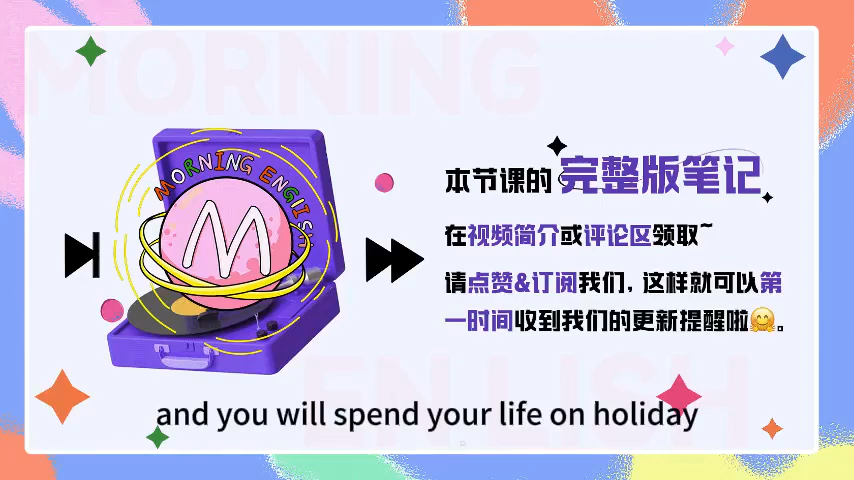 MORNING
MORNING ENGLISH
M
本节课的 完整版笔记
在视频简介或评论区领取~
请点赞&订阅我们，这样就可以第
一时间收到我们的更新提醒啦🤗。
EN LISH
and you will spend your life on holiday